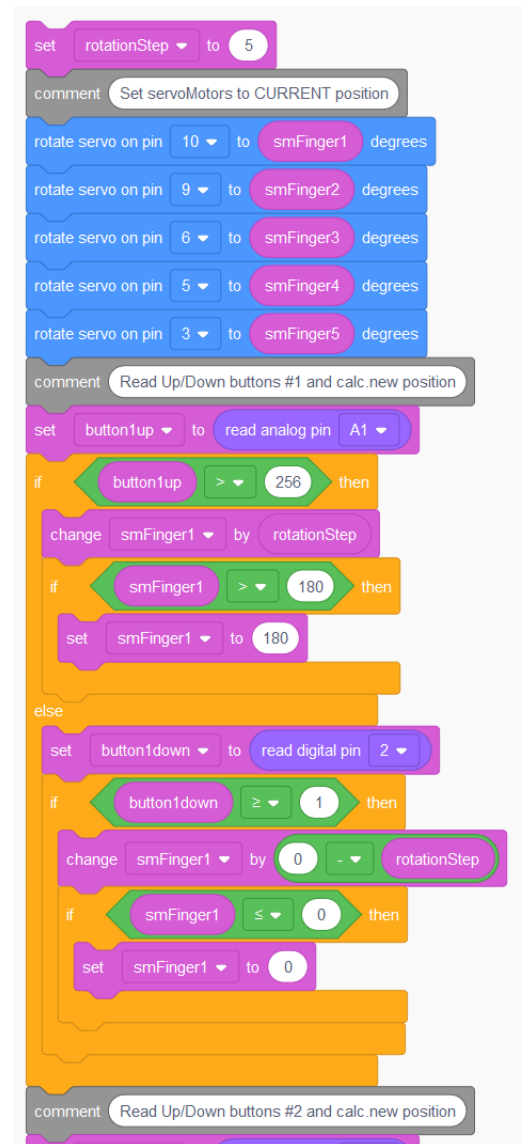 set rotationStep to 5
comment Set servoMotors to CURRENT position
rotate servo on pin 10 to smFinger1 degrees
rotate servo on pin 9 to smFinger2 degrees
rotate servo on pin 6 to smFinger3 degrees
rotate servo on pin 5 to smFinger4 degrees
rotate servo on pin 3 to smFinger5 degrees
comment Read Up/Down buttons #1 and calc.new position
set button1up to read analog pin A1
if button1up > 256 then
change smFinger1 by rotationStep
if smFinger1 > 180 then
set smFinger1 to 180
else
set button1down to read digital pin 2
if button1down ≥ 1 then
change smFinger1 by 0 - rotationStep
if smFinger1 ≤ 0 then
set smFinger1 to 0
comment Read Up/Down buttons #2 and calc.new position